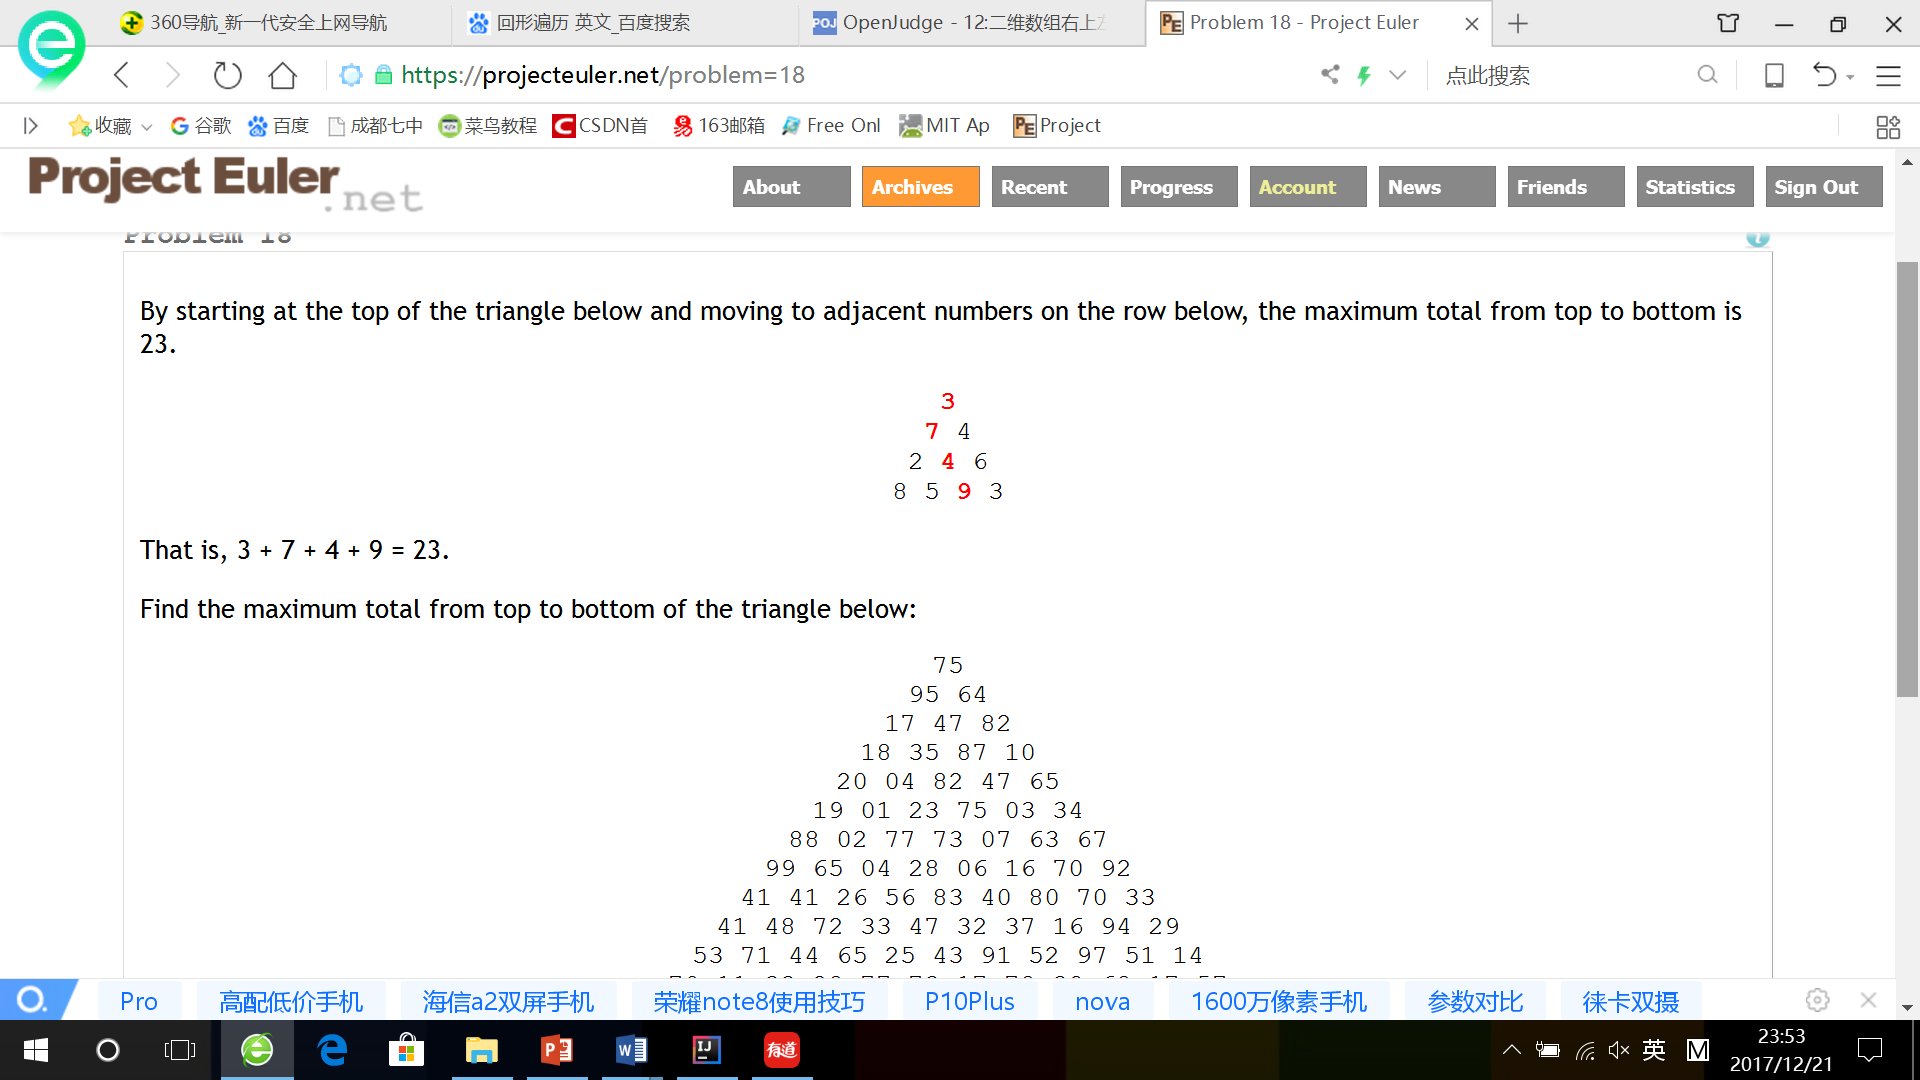 360导航_新一代安全上网导航
回形遍历 英文_百度搜索
POJ OpenJudge - 12:二维数组右上
PE Problem 18 - Project Euler
https://projecteuler.net/problem=18
点此搜索
收藏 谷歌 百度 成都七中 菜鸟教程 CSDN首 163邮箱 Free Onl MIT Ap PE Project
Project Euler.net
About Archives Recent Progress Account News Friends Statistics Sign Out
Problem 18
By starting at the top of the triangle below and moving to adjacent numbers on the row below, the maximum total from top to bottom is
23.
3
7 4
2 4 6
8 5 9 3
That is, 3 + 7 + 4 + 9 = 23.
Find the maximum total from top to bottom of the triangle below:
75
95 64
17 47 82
18 35 87 10
20 04 82 47 65
19 01 23 75 03 34
88 02 77 73 07 63 67
99 65 04 28 06 16 70 92
41 41 26 56 83 40 80 70 33
41 48 72 33 47 32 37 16 94 29
53 71 44 65 25 43 91 52 97 51 14
Pro 高配低价手机 海信a2双屏手机 荣耀note8使用技巧 P10Plus nova 1600万像素手机 参数对比 徕卡双摄
有道
英 M
23:53
2017/12/21